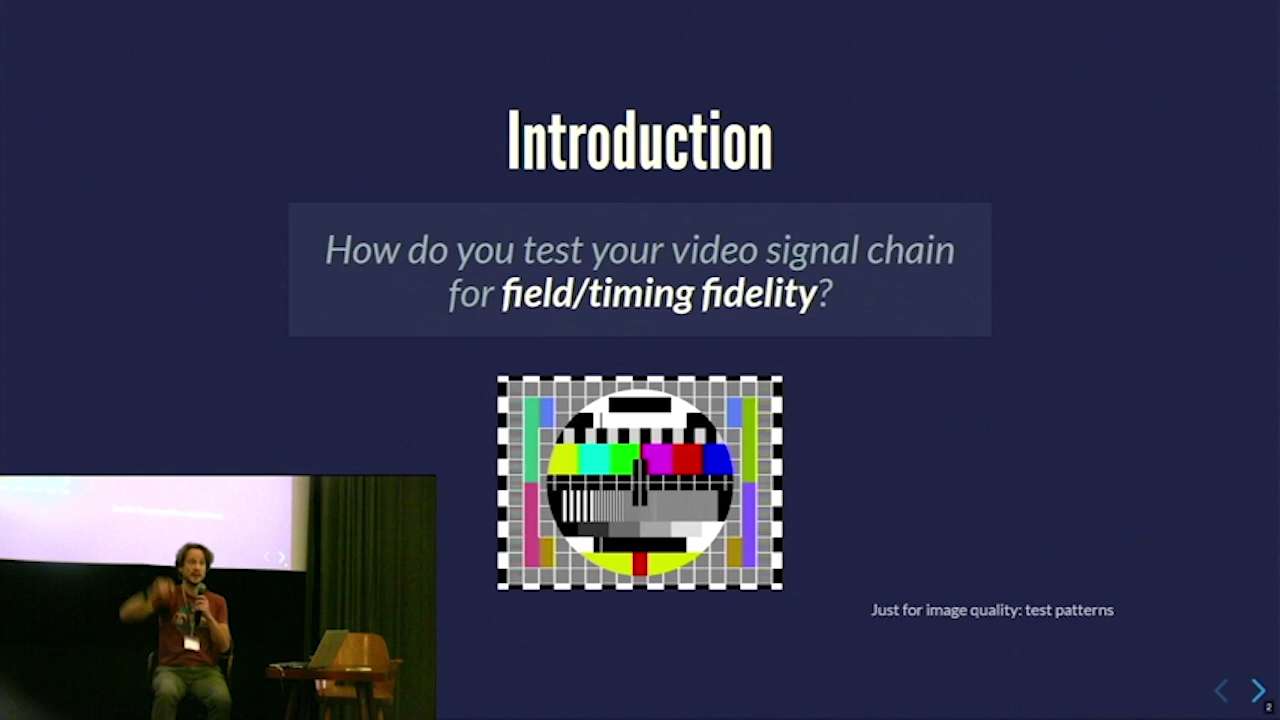 Introduction
How do you test your video signal chain
for field/timing fidelity?
Just for image quality: test patterns
2